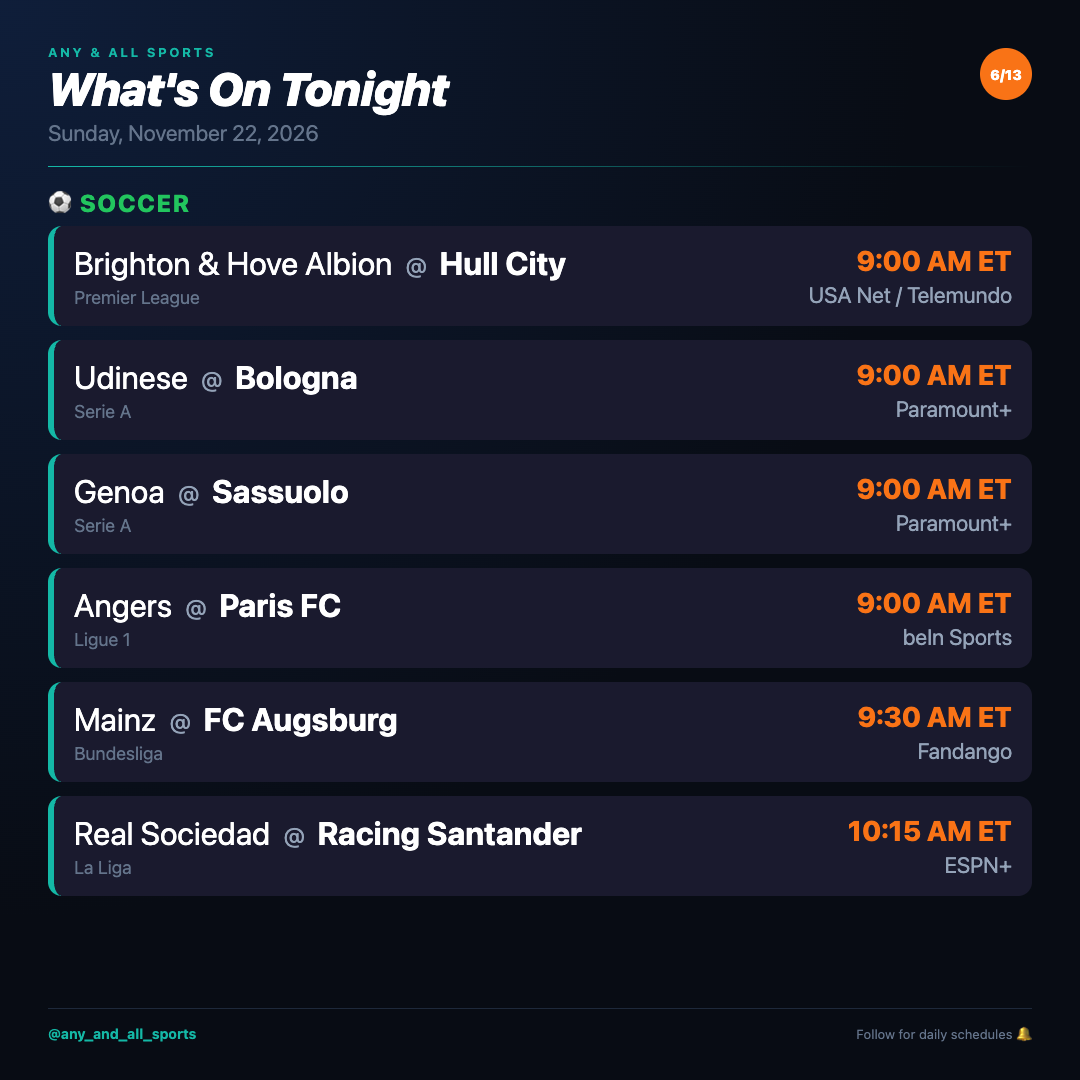 ANY & ALL SPORTS
What's On Tonight
6/13
Sunday, November 22, 2026
⚽ SOCCER
Brighton & Hove Albion @ Hull City
9:00 AM ET
Premier League
USA Net / Telemundo
Udinese @ Bologna
9:00 AM ET
Serie A
Paramount+
Genoa @ Sassuolo
9:00 AM ET
Serie A
Paramount+
Angers @ Paris FC
9:00 AM ET
Ligue 1
beIn Sports
Mainz @ FC Augsburg
9:30 AM ET
Bundesliga
Fandango
Real Sociedad @ Racing Santander
10:15 AM ET
La Liga
ESPN+
@any_and_all_sports
Follow for daily schedules 🔔